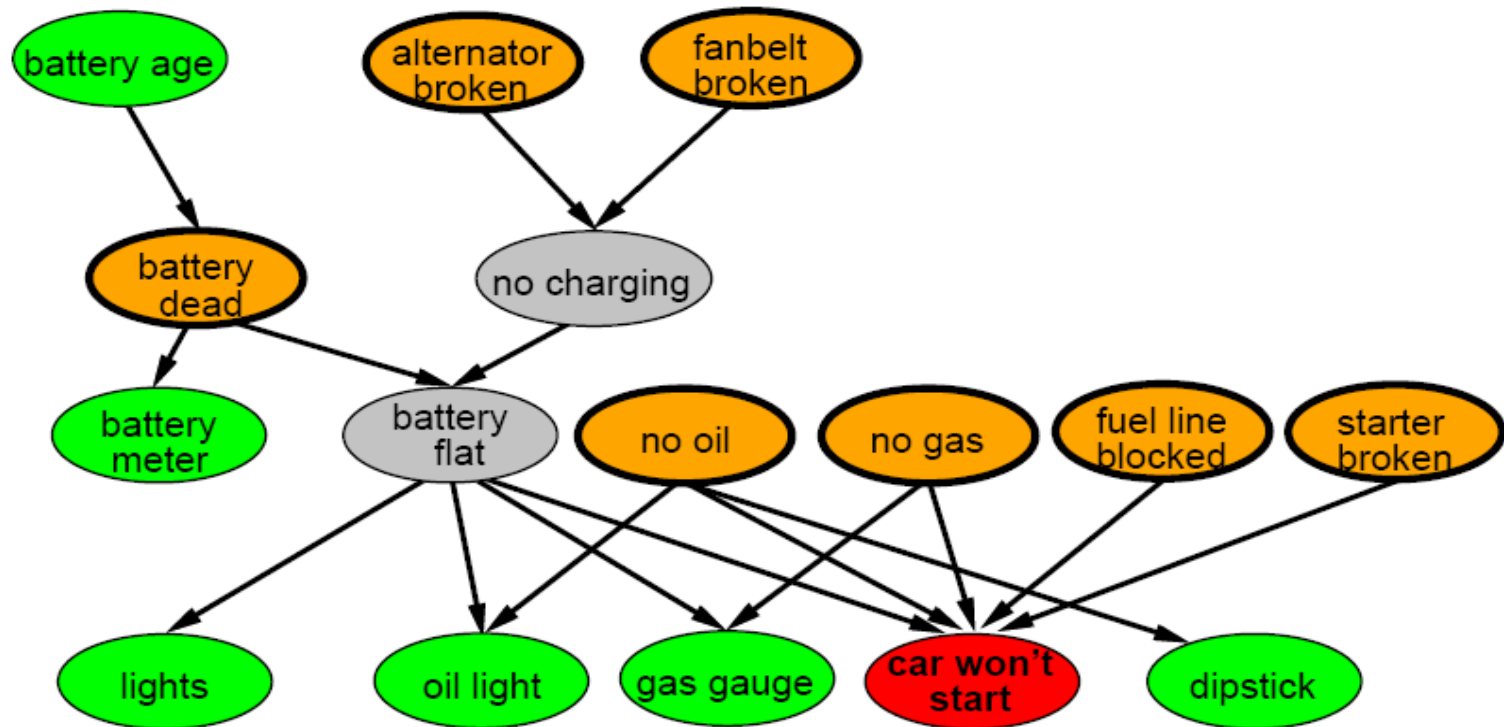 battery age
alternator
broken
fanbelt
broken
battery
dead
no charging
battery
meter
battery
flat
no oil
no gas
fuel line
blocked
starter
broken
lights
oil light
gas gauge
car won't
start
dipstick